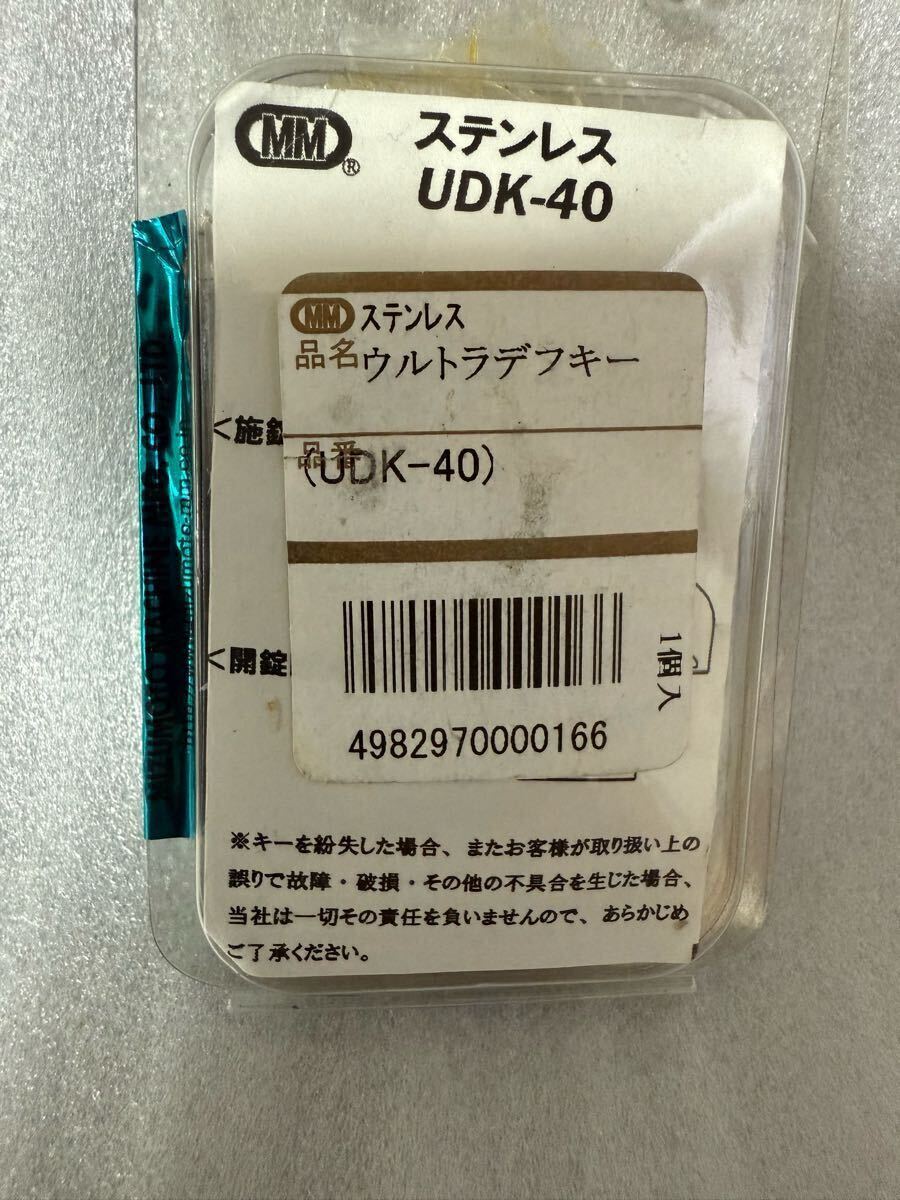 MM®
ステンレス
UDK-40
MM ステンレス
品名 ウルトラデフキー
<施錠
品番 (UDK-40)
<開錠
1個入
4982970000166
※キーを紛失した場合、またお客様が取り扱い上の
誤りで故障・破損・その他の不具合を生じた場合、
当社は一切その責任を負いませんので、あらかじめ
ご了承ください。